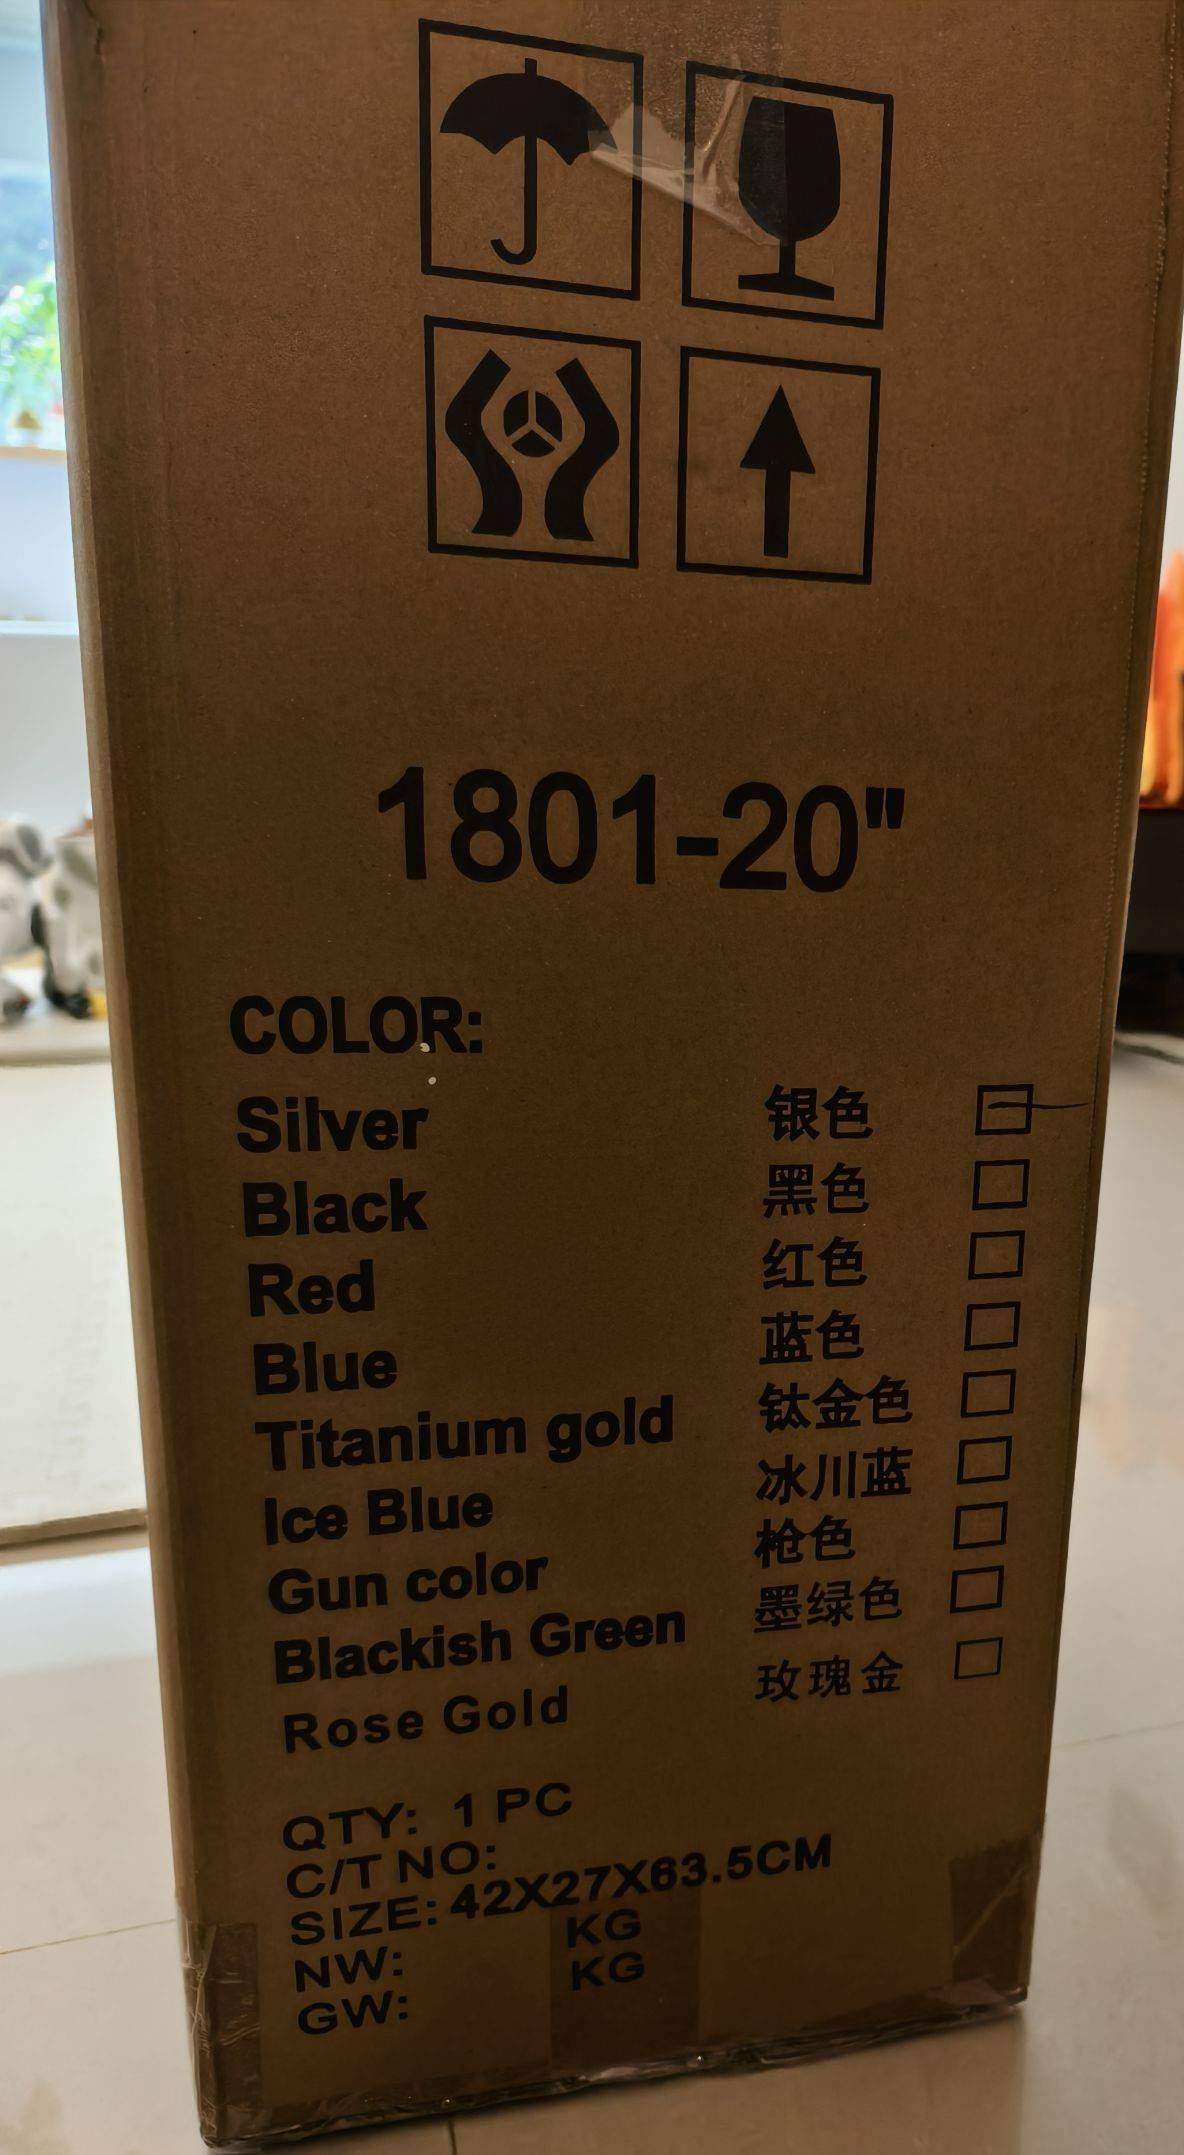 1801-20"
COLOR:
Silver 银色
Black 黑色
Red 红色
Blue 蓝色
Titanium gold 钛金色
Ice Blue 冰川蓝
Gun color 枪色
Blackish Green 墨绿色
Rose Gold 玫瑰金
QTY: 1 PC
C/T NO:
SIZE: 42X27X63.5CM
NW: KG
GW: KG